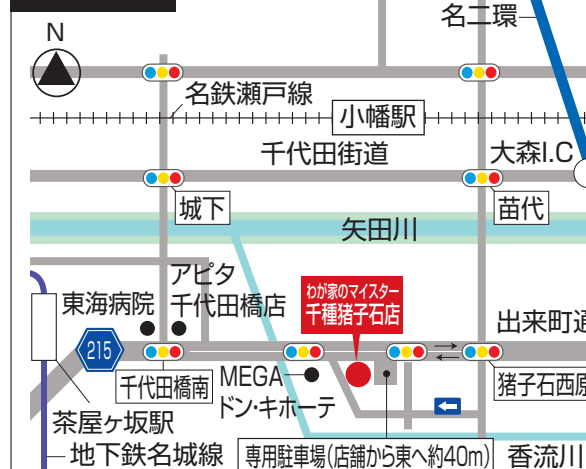 名二環
N
名鉄瀬戸線
小幡駅
千代田街道
大森I.C
城下
苗代
矢田川
アピタ
千代田橋店
東海病院
わが家のマイスター
千種猪子石店
出来町通
215
千代田橋南
MEGA
ドン・キホーテ
猪子石西原
茶屋ヶ坂駅
地下鉄名城線
専用駐車場(店舗から東へ約40m)
香流川